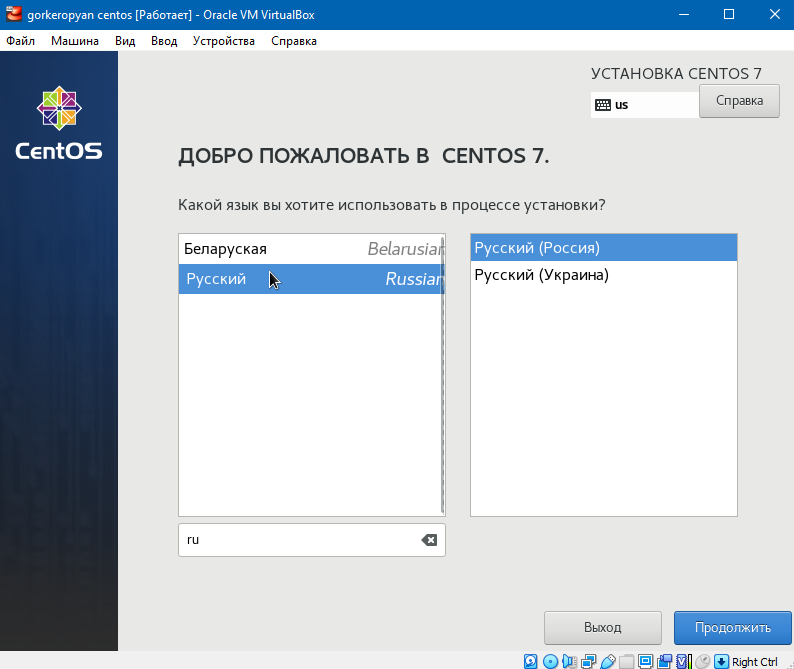 gorkeropyan centos [Работает] - Oracle VM VirtualBox
Файл Машина Вид Ввод Устройства Справка
CentOS
УСТАНОВКА CENTOS 7
us
Справка
ДОБРО ПОЖАЛОВАТЬ В CENTOS 7.
Какой язык вы хотите использовать в процессе установки?
Беларуская Belarusian
Русский Russian
Русский (Россия)
Русский (Украина)
ru
Выход
Продолжить
Right Ctrl